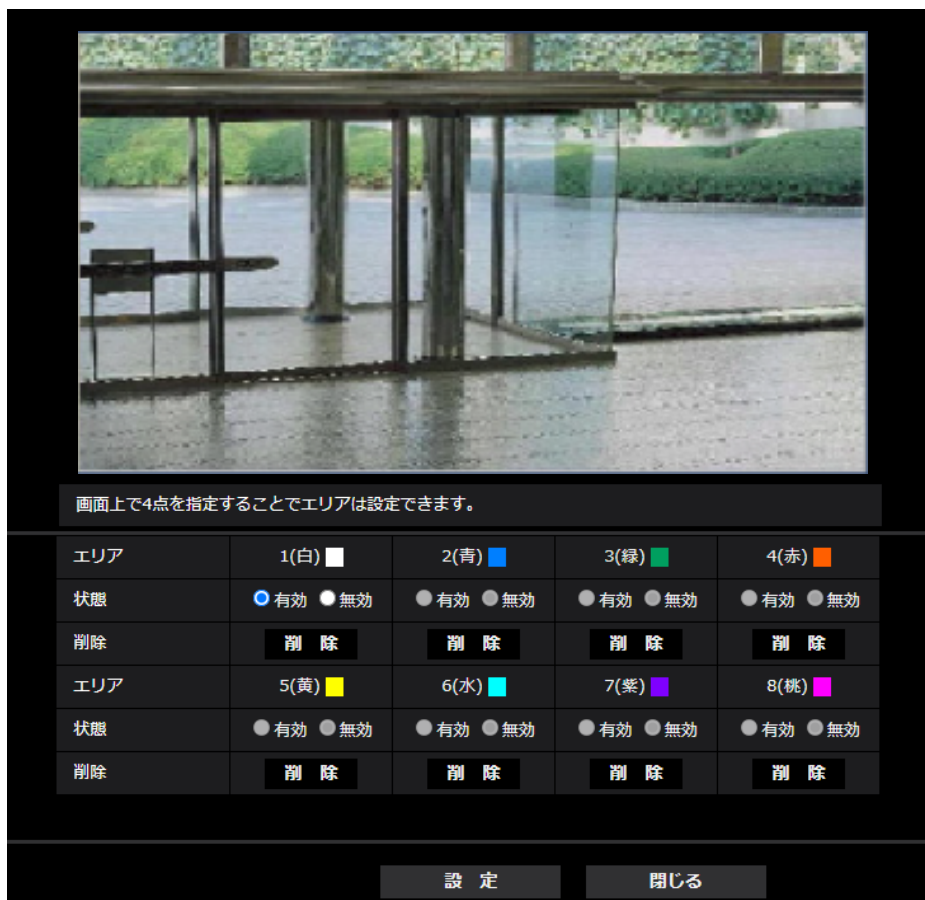 画面上で4点を指定することでエリアは設定できます。
エリア 1(白) 2(青) 3(緑) 4(赤)
状態 有効 無効 有効 無効 有効 無効 有効 無効
削除 削 除 削 除 削 除 削 除
エリア 5(黄) 6(水) 7(紫) 8(桃)
状態 有効 無効 有効 無効 有効 無効 有効 無効
削除 削 除 削 除 削 除 削 除
設 定 閉じる